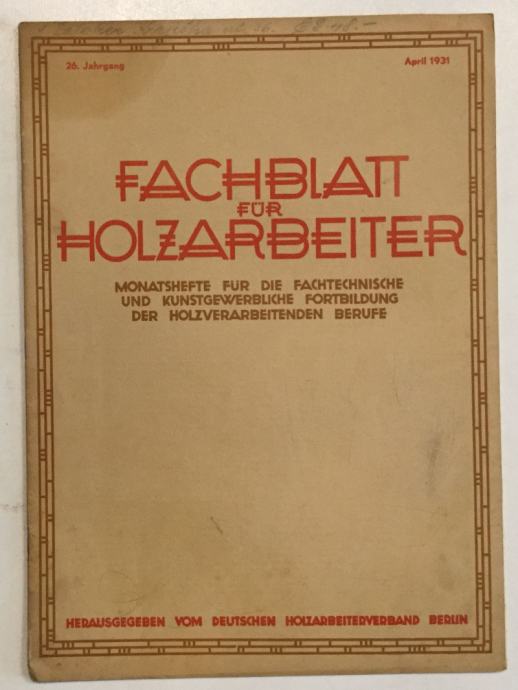 26. Jahrgang
April 1931
FACHBLATT
FÜR
HOLZARBEITER
MONATSHEFTE FÜR DIE FACHTECHNISCHE
UND KUNSTGEWERBLICHE FORTBILDUNG
DER HOLZVERARBEITENDEN BERUFE
HERAUSGEGEBEN VOM DEUTSCHEN HOLZARBEITERVERBAND BERLIN